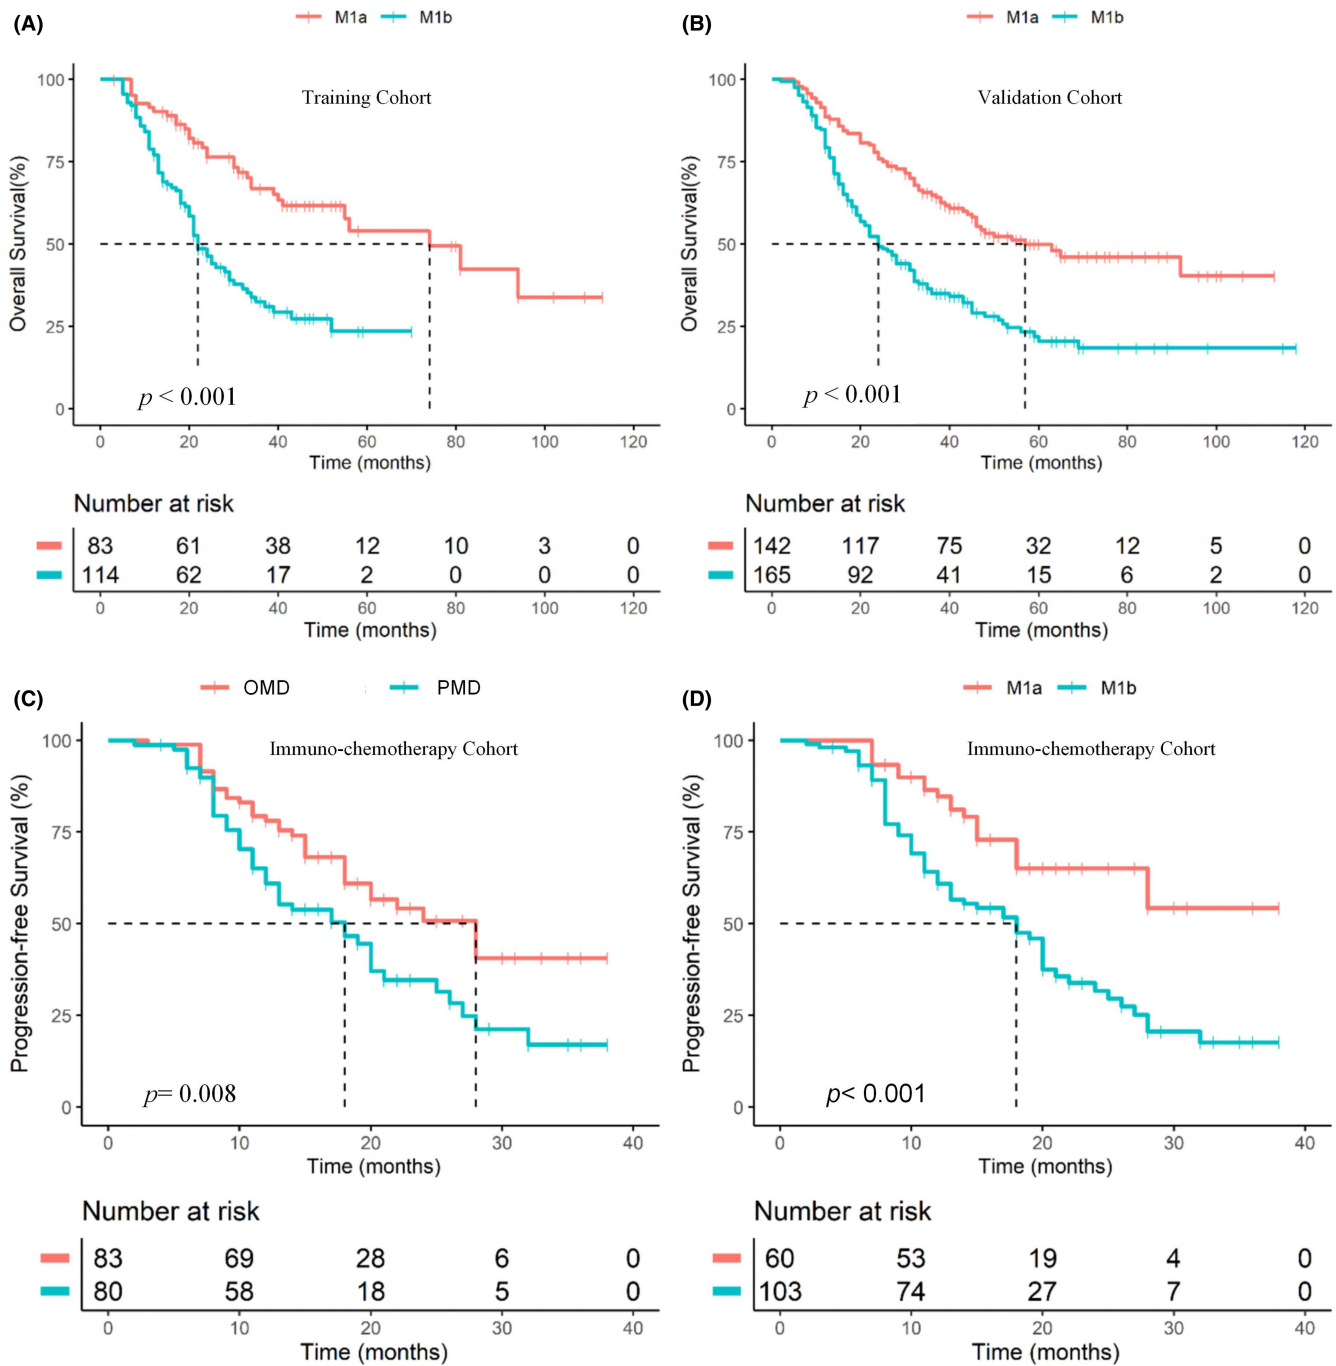 (A)
M1a M1b
Training Cohort
Overall Survival(%)
100
75
50
25
0
p < 0.001
0 20 40 60 80 100 120
Time (months)
Number at risk
83 61 38 12 10 3 0
114 62 17 2 0 0 0
0 20 40 60 80 100 120
Time (months)
(B)
M1a M1b
Validation Cohort
Overall Survival(%)
100
75
50
25
0
p < 0.001
0 20 40 60 80 100 120
Time (months)
Number at risk
142 117 75 32 12 5 0
165 92 41 15 6 2 0
0 20 40 60 80 100 120
Time (months)
(C)
OMD PMD
Immuno-chemotherapy Cohort
Progression-free Survival (%)
100
75
50
25
0
p= 0.008
0 10 20 30 40
Time (months)
Number at risk
83 69 28 6 0
80 58 18 5 0
0 10 20 30 40
Time (months)
(D)
M1a M1b
Immuno-chemotherapy Cohort
Progression-free Survival (%)
100
75
50
25
0
p< 0.001
0 10 20 30 40
Time (months)
Number at risk
60 53 19 4 0
103 74 27 7 0
0 10 20 30 40
Time (months)